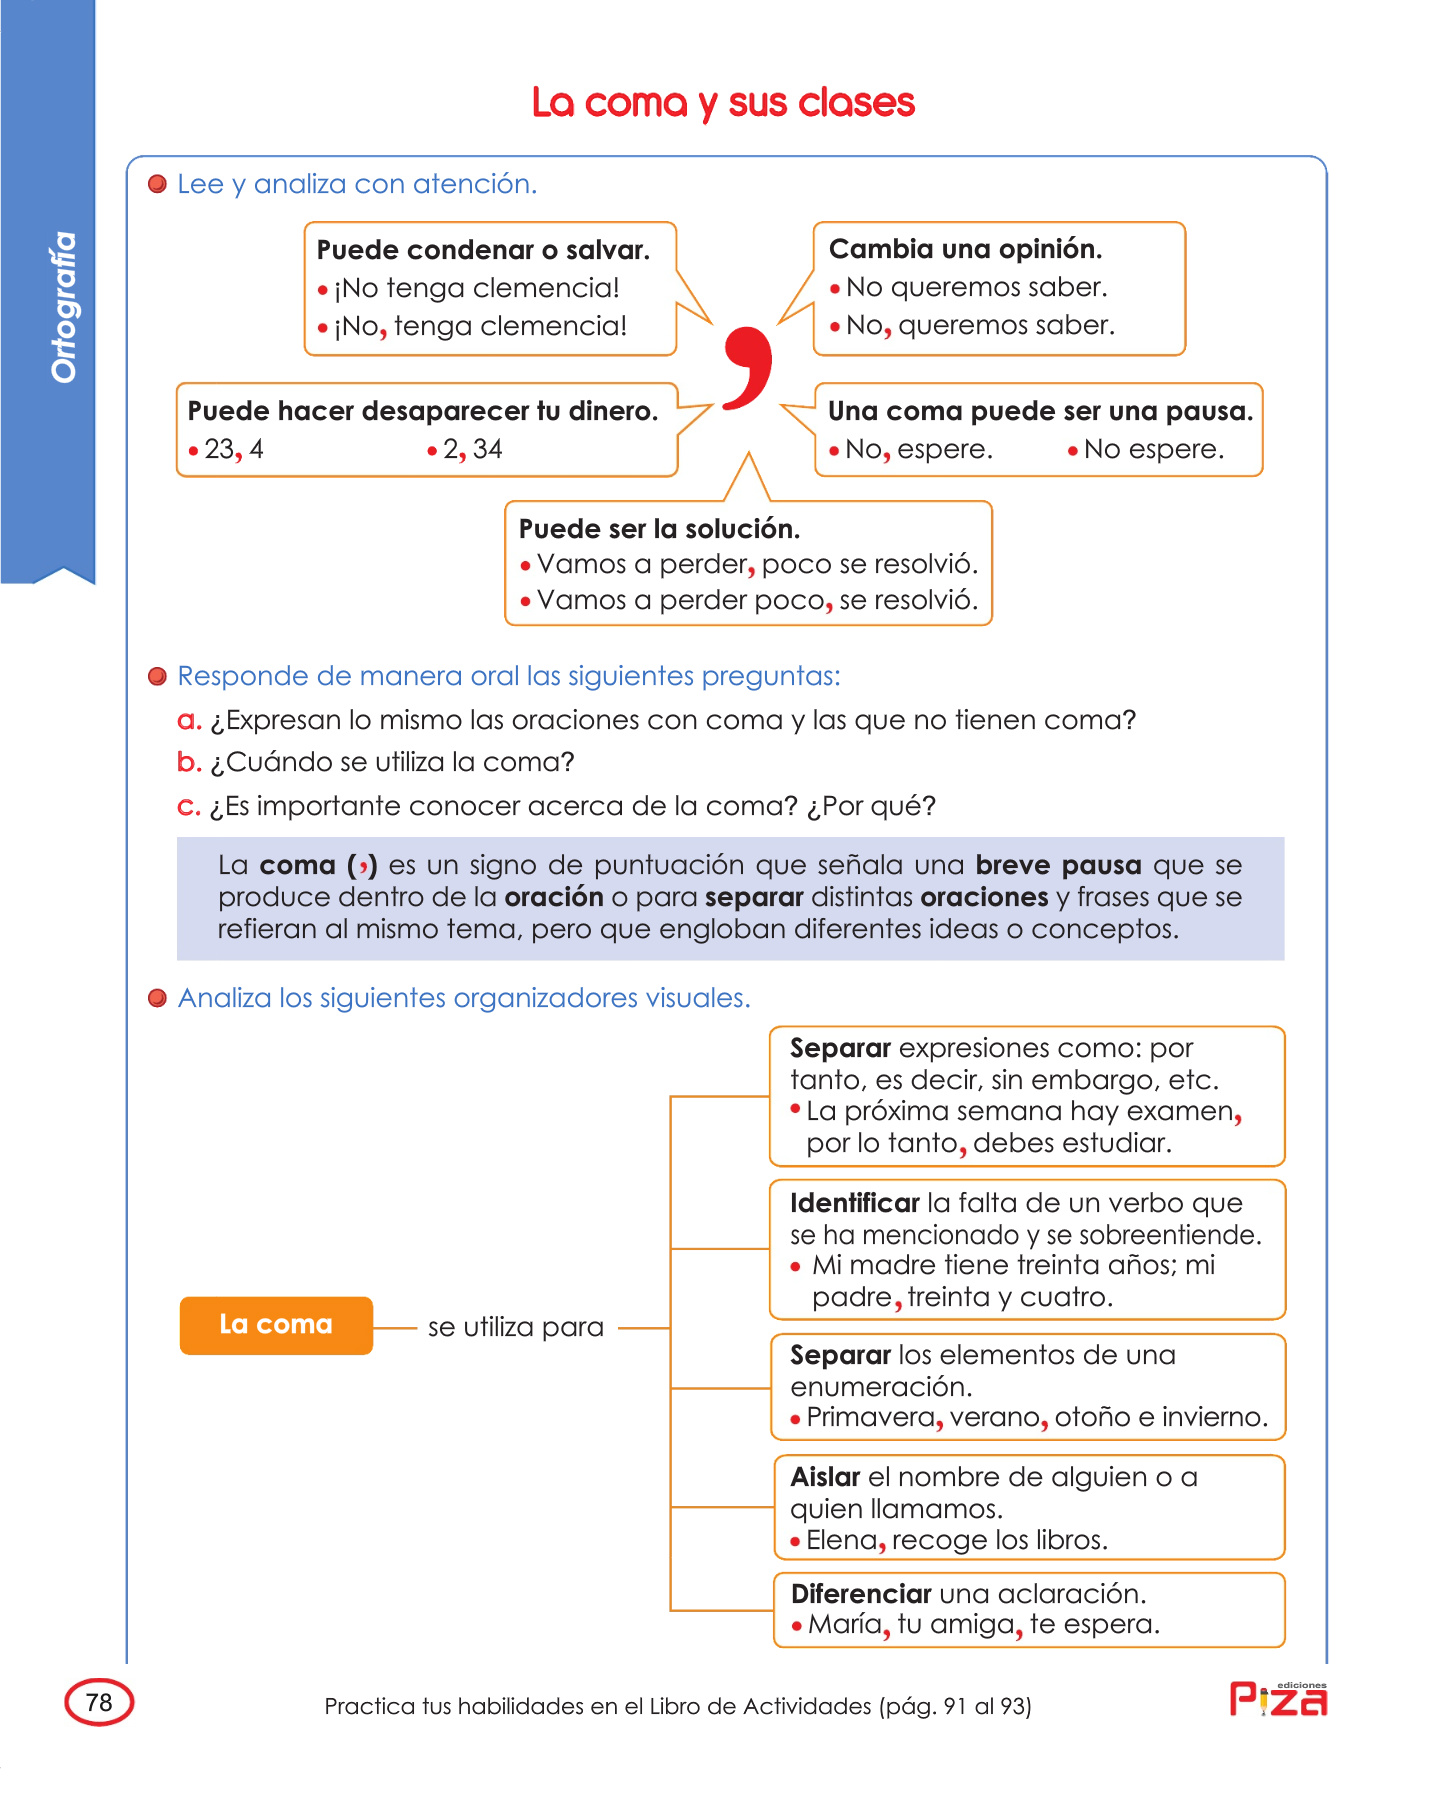 La coma y sus clases
Ortografía
Lee y analiza con atención.
Puede condenar o salvar.
• ¡No tenga clemencia!
• ¡No, tenga clemencia!
Cambia una opinión.
• No queremos saber.
• No, queremos saber.
,
Puede hacer desaparecer tu dinero.
• 23, 4 • 2, 34
Una coma puede ser una pausa.
• No, espere. • No espere.
Puede ser la solución.
• Vamos a perder, poco se resolvió.
• Vamos a perder poco, se resolvió.
Responde de manera oral las siguientes preguntas:
a. ¿Expresan lo mismo las oraciones con coma y las que no tienen coma?
b. ¿Cuándo se utiliza la coma?
c. ¿Es importante conocer acerca de la coma? ¿Por qué?
La coma (,) es un signo de puntuación que señala una breve pausa que se
produce dentro de la oración o para separar distintas oraciones y frases que se
refieran al mismo tema, pero que engloban diferentes ideas o conceptos.
Analiza los siguientes organizadores visuales.
La coma
se utiliza para
Separar expresiones como: por
tanto, es decir, sin embargo, etc.
• La próxima semana hay examen,
por lo tanto, debes estudiar.
Identificar la falta de un verbo que
se ha mencionado y se sobreentiende.
• Mi madre tiene treinta años; mi
padre, treinta y cuatro.
Separar los elementos de una
enumeración.
• Primavera, verano, otoño e invierno.
Aislar el nombre de alguien o a
quien llamamos.
• Elena, recoge los libros.
Diferenciar una aclaración.
• María, tu amiga, te espera.
78
Practica tus habilidades en el Libro de Actividades (pág. 91 al 93)
ediciones
Piza